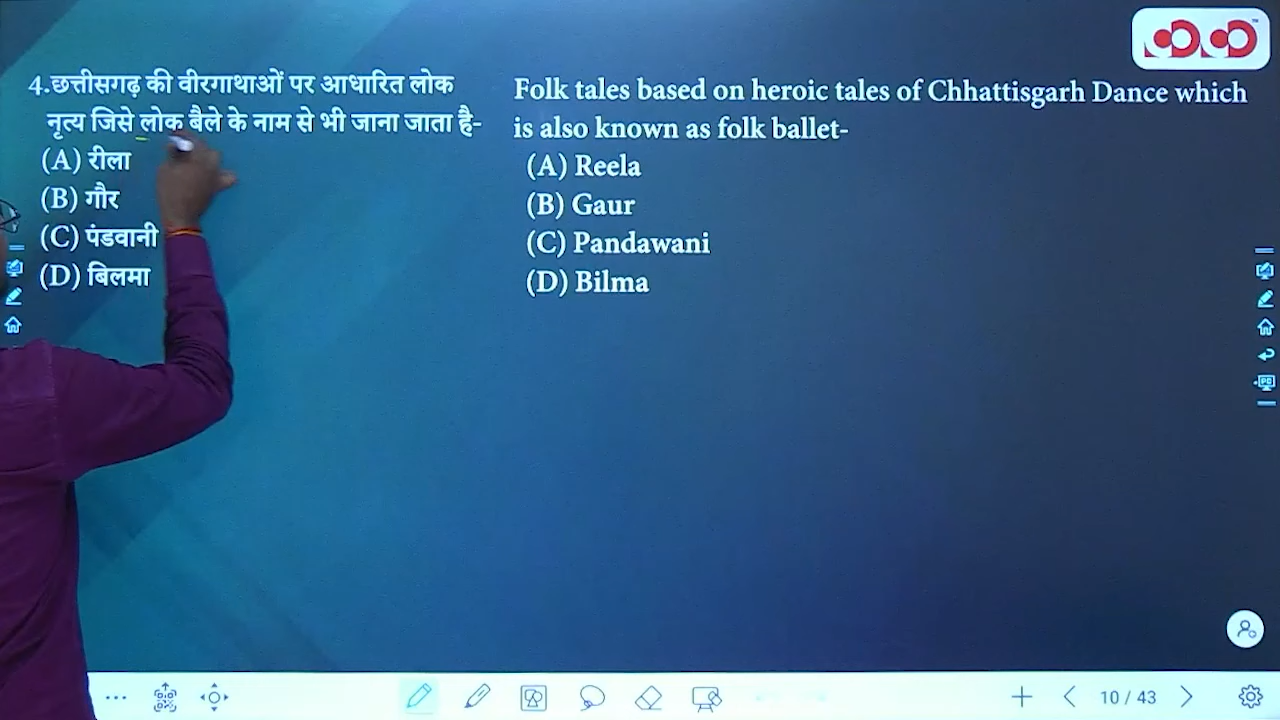 4.छत्तीसगढ़ की वीरगाथाओं पर आधारित लोक
नृत्य जिसे लोक बैले के नाम से भी जाना जाता है-
(A) रीला
(B) गौर
(C) पंडवानी
(D) बिलमा
Folk tales based on heroic tales of Chhattisgarh Dance which
is also known as folk ballet-
(A) Reela
(B) Gaur
(C) Pandawani
(D) Bilma
10 / 43